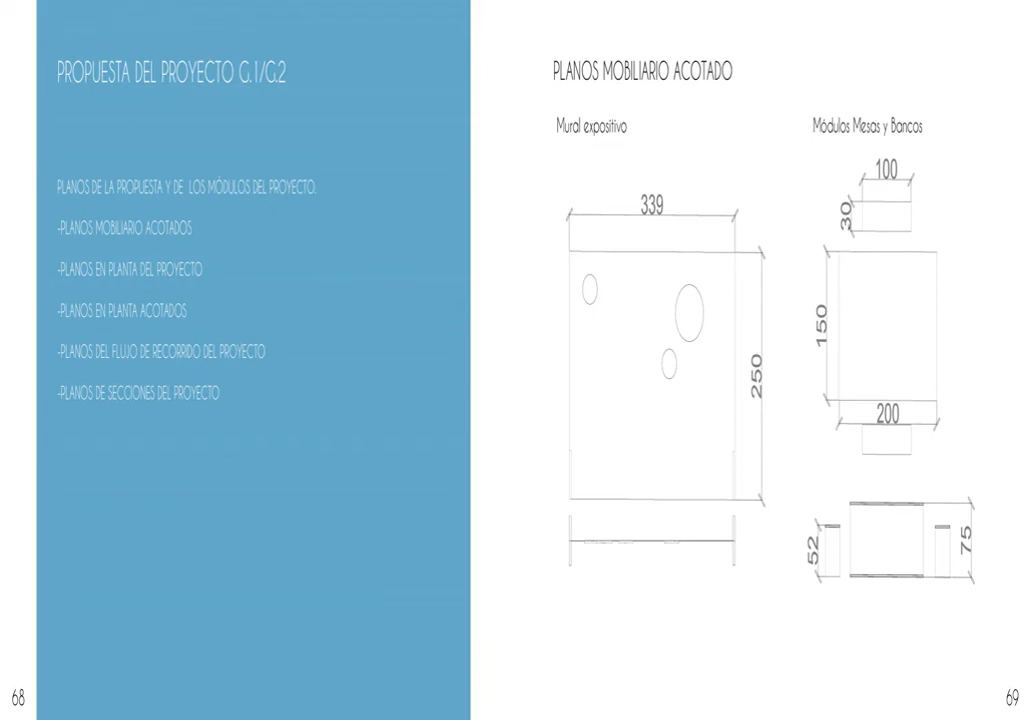 PROPUESTA DEL PROYECTO G.1/G.2
PLANOS DE LA PROPUESTA Y DE LOS MÓDULOS DEL PROYECTO.
-PLANOS MOBILIARIO ACOTADOS
-PLANOS EN PLANTA DEL PROYECTO
-PLANOS EN PLANTA ACOTADOS
-PLANOS DEL FLUJO DE RECORRIDO DEL PROYECTO
-PLANOS DE SECCIONES DEL PROYECTO
68
PLANOS MOBILIARIO ACOTADO
Mural expositivo
339
250
Módulos Mesas y Bancos
100
30
150
200
52
75
69